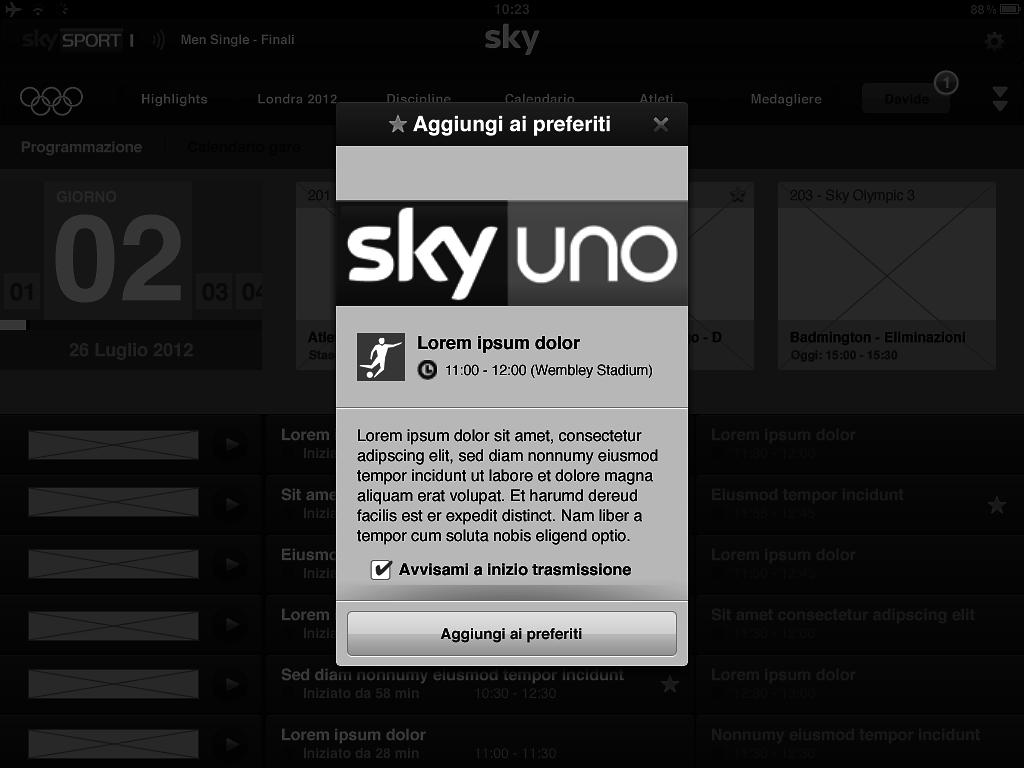 10:23
88%
sky SPORT 1
Men Single - Finali
sky
Highlights
Londra 2012
Discipline
Calendario
Atleti
Medagliere
Davide
1
Programmazione
Calendario gare
GIORNO
01
02
03
04
26 Luglio 2012
201
203 - Sky Olympic 3
o - D
Badmington - Eliminazioni
Oggi: 15:00 - 15:30
Aggiungi ai preferiti
sky uno
Lorem ipsum dolor
11:00 - 12:00 (Wembley Stadium)
Lorem ipsum dolor sit amet, consectetur
adipscing elit, sed diam nonnumy eiusmod
tempor incidunt ut labore et dolore magna
aliquam erat volupat. Et harumd dereud
facilis est er expedit distinct. Nam liber a
tempor cum soluta nobis eligend optio.
Avvisami a inizio trasmissione
Aggiungi ai preferiti
Lorem
Inizia
Lorem ipsum dolor
11:30 - 12:00
Sit ame
Inizia
Eiusmod tempor incidunt
11:55 - 12:45
Eiusmo
Inizia
Lorem ipsum dolor
Lorem
Inizia
Sit amet consectetur adipscing elit
11:30 - 12:00
Sed diam nonnumy eiusmod tempor incidunt
Iniziato da 58 min
10:30 - 12:30
Lorem ipsum dolor
12:30 - 13:00
Lorem ipsum dolor
Iniziato da 28 min
11:00 - 11:30
Nonnumy eiusmod tempor incidunt
11:30 - 12:30